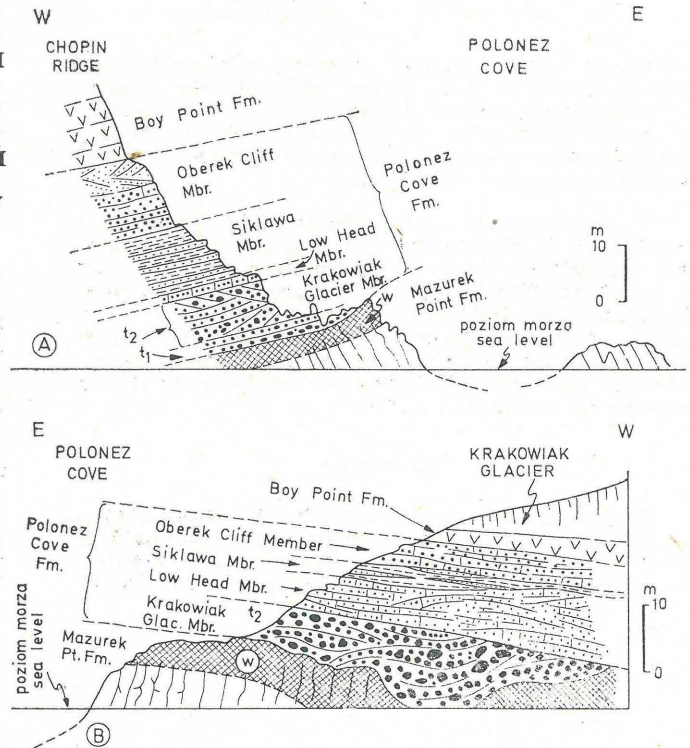 W
E
CHOPIN
RIDGE
POLONEZ
COVE
Boy Point Fm.
Oberek Cliff
Mbr.
Polonez
Cove
Fm.
Siklawa
Mbr.
Low Head
Mbr.
Krakowiak
Glacier Mbr.
w
Mazurek
Point Fm.
m
10
0
t2
t1
poziom morza
sea level
A
E
W
POLONEZ
COVE
KRAKOWIAK
GLACIER
Boy Point Fm.
Polonez
Cove
Fm.
Oberek Cliff Member
Siklawa Mbr.
Low Head Mbr.
Krakowiak
Glac. Mbr.
t2
m
10
0
poziom morza
sea level
Mazurek
Pt. Fm.
w
B